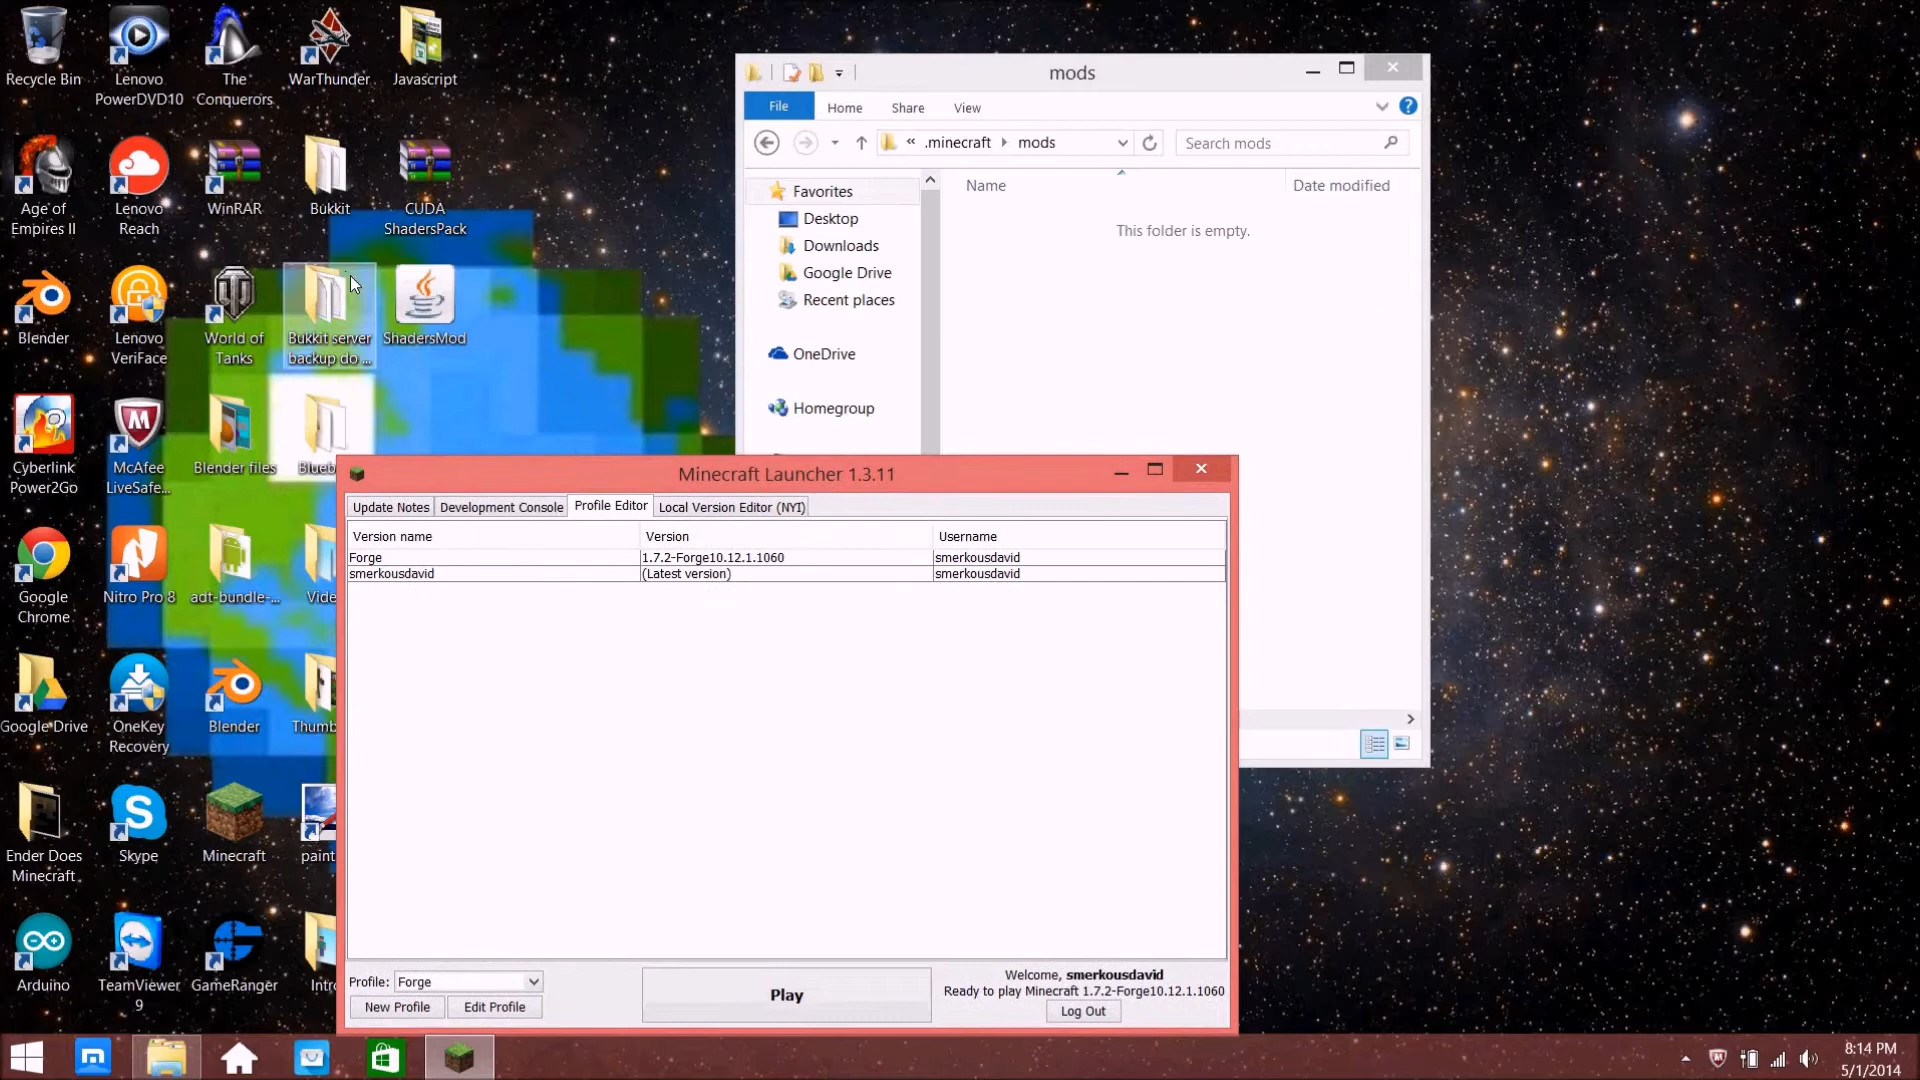 Recycle Bin
Lenovo
PowerDVD10
The
Conquerors
WarThunder
Javascript
Age of
Empires II
Lenovo
Reach
WinRAR
Bukkit
CUDA
ShadersPack
Blender
Lenovo
VeriFace
World of
Tanks
Bukkit server
backup do ...
ShadersMod
Cyberlink
Power2Go
McAfee
LiveSafe...
Blender files
Blueb
Google
Chrome
Nitro Pro 8
adt-bundle-...
Vide
Google Drive
OneKey
Recovery
Blender
Thumb
Ender Does
Minecraft
Skype
Minecraft
paint
Arduino
TeamViewer
9
GameRanger
Intro
mods
File
Home
Share
View
« .minecraft mods
Search mods
Favorites
Desktop
Downloads
Google Drive
Recent places
OneDrive
Homegroup
Name
Date modified
This folder is empty.
Minecraft Launcher 1.3.11
Update Notes
Development Console
Profile Editor
Local Version Editor (NYI)
Version name Version Username
Forge 1.7.2-Forge10.12.1.1060 smerkousdavid
smerkousdavid (Latest version) smerkousdavid
Profile: Forge
New Profile
Edit Profile
Play
Welcome, smerkousdavid
Ready to play Minecraft 1.7.2-Forge10.12.1.1060
Log Out
8:14 PM
5/1/2014